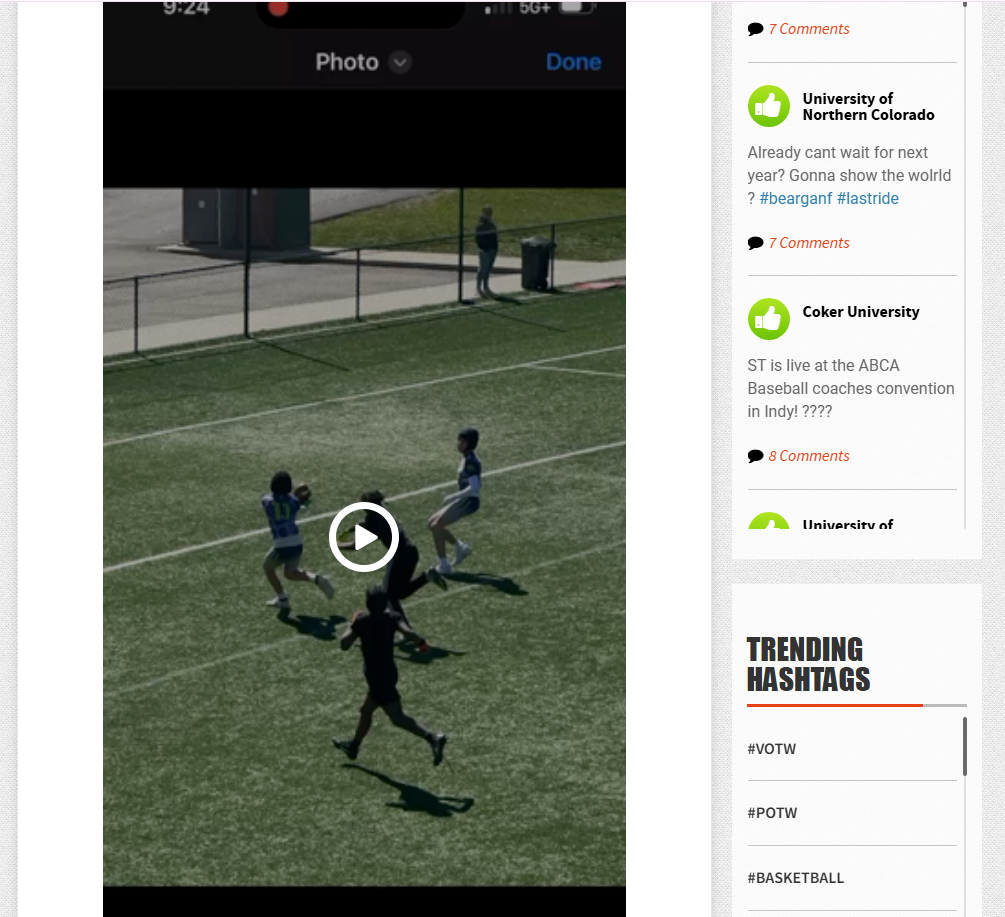 9:24
5G+
Photo
Done
11
7 Comments
University of
Northern Colorado
Already cant wait for next
year? Gonna show the wolrld
? #bearganf #lastride
7 Comments
Coker University
ST is live at the ABCA
Baseball coaches convention
in Indy! ????
8 Comments
University of
TRENDING
HASHTAGS
#VOTW
#POTW
#BASKETBALL